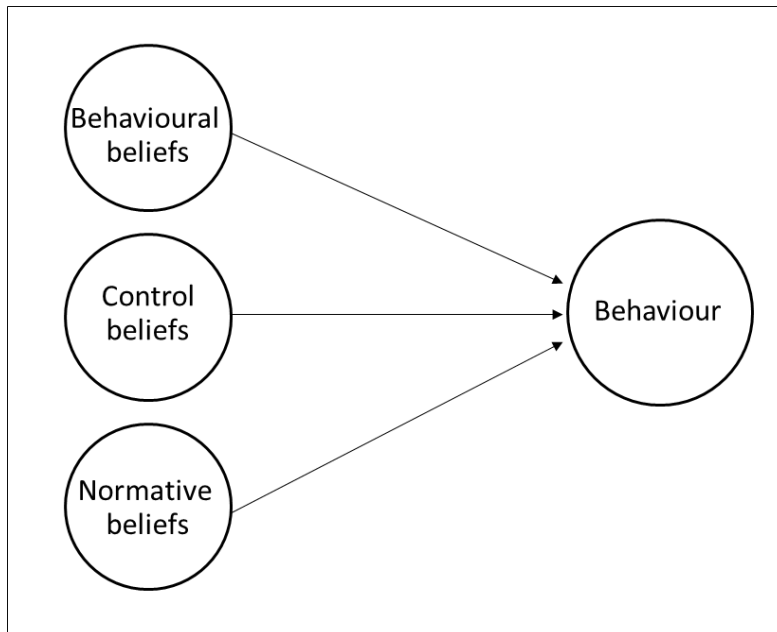 Behavioural
beliefs
Control
beliefs
Behaviour
Normative
beliefs